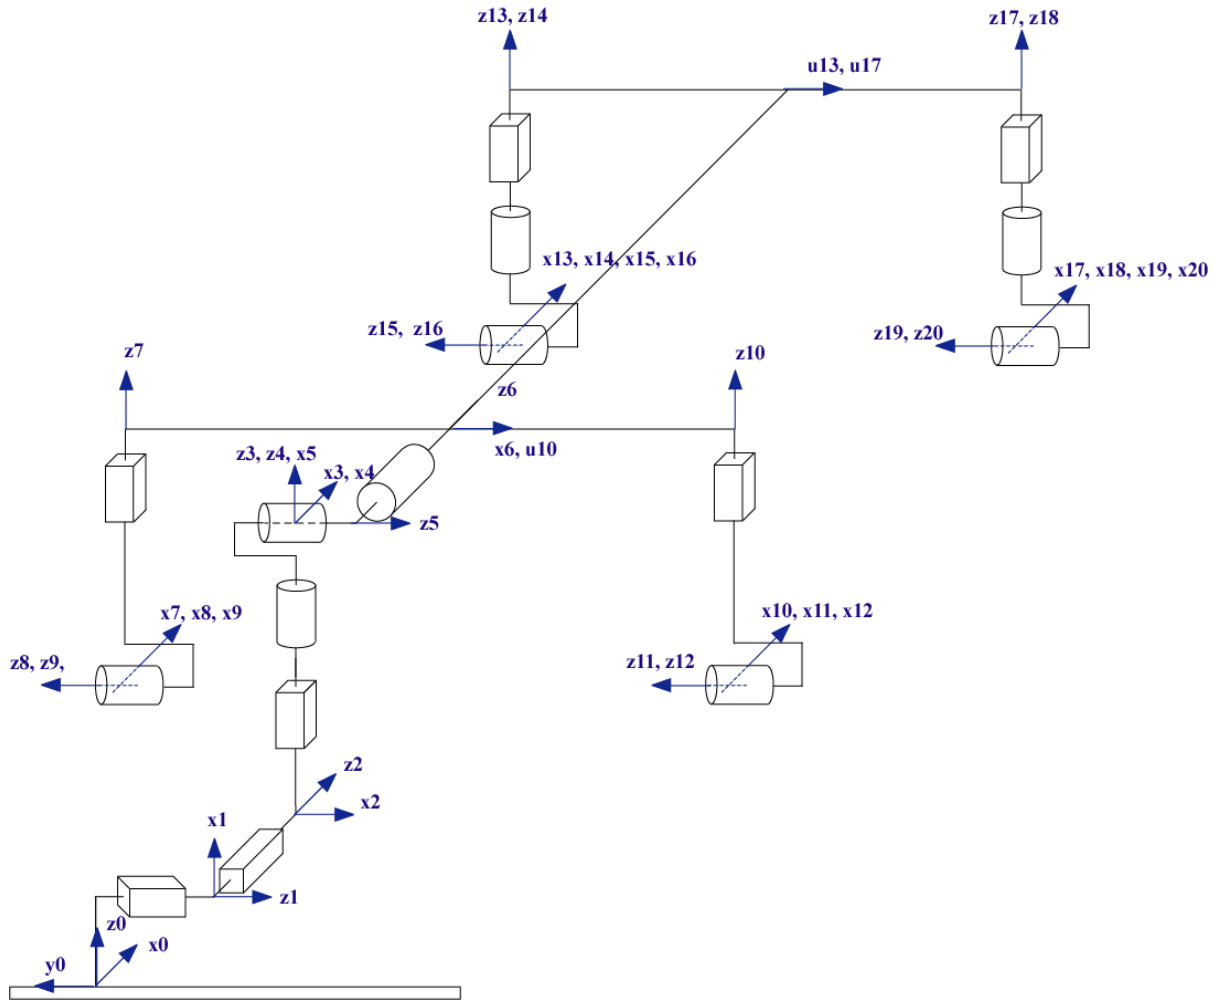 z13, z14
z17, z18
u13, u17
x13, x14, x15, x16
x17, x18, x19, x20
z15, z16
z19, z20
z7
z10
z6
x6, u10
z3, z4, x5
x3, x4
z5
x7, x8, x9
x10, x11, x12
z8, z9,
z11, z12
z2
x2
x1
z1
z0
x0
y0